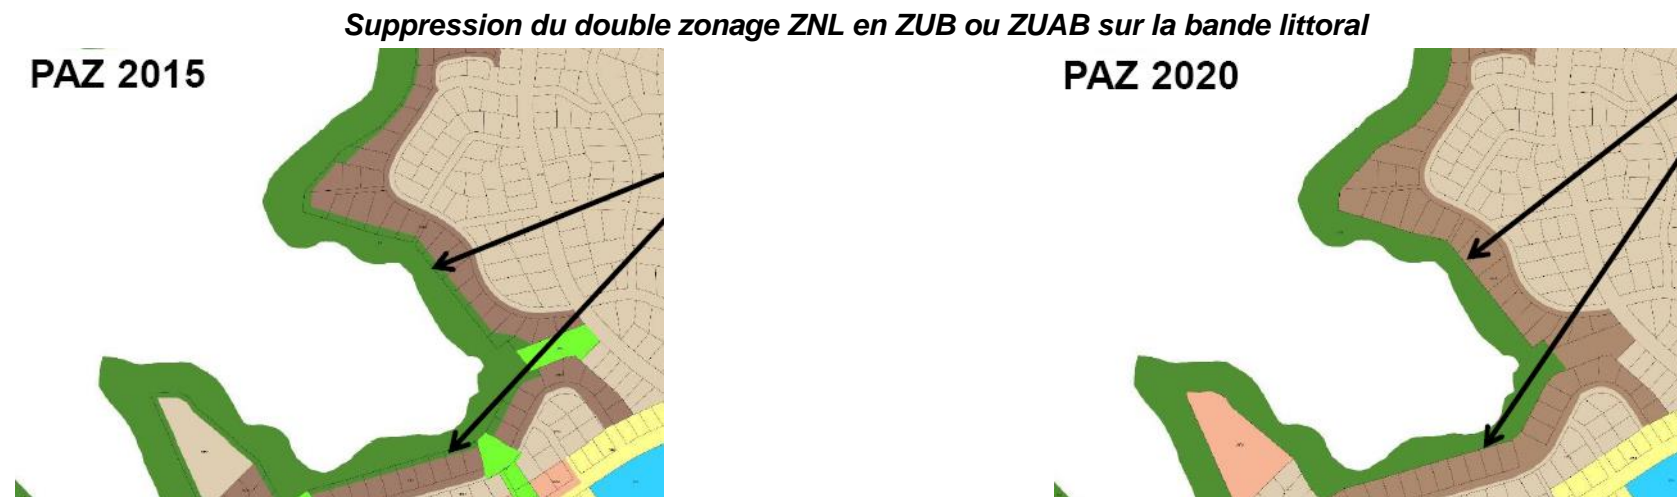 Suppression du double zonage ZNL en ZUB ou ZUAB sur la bande littoral
PAZ 2015
PAZ 2020